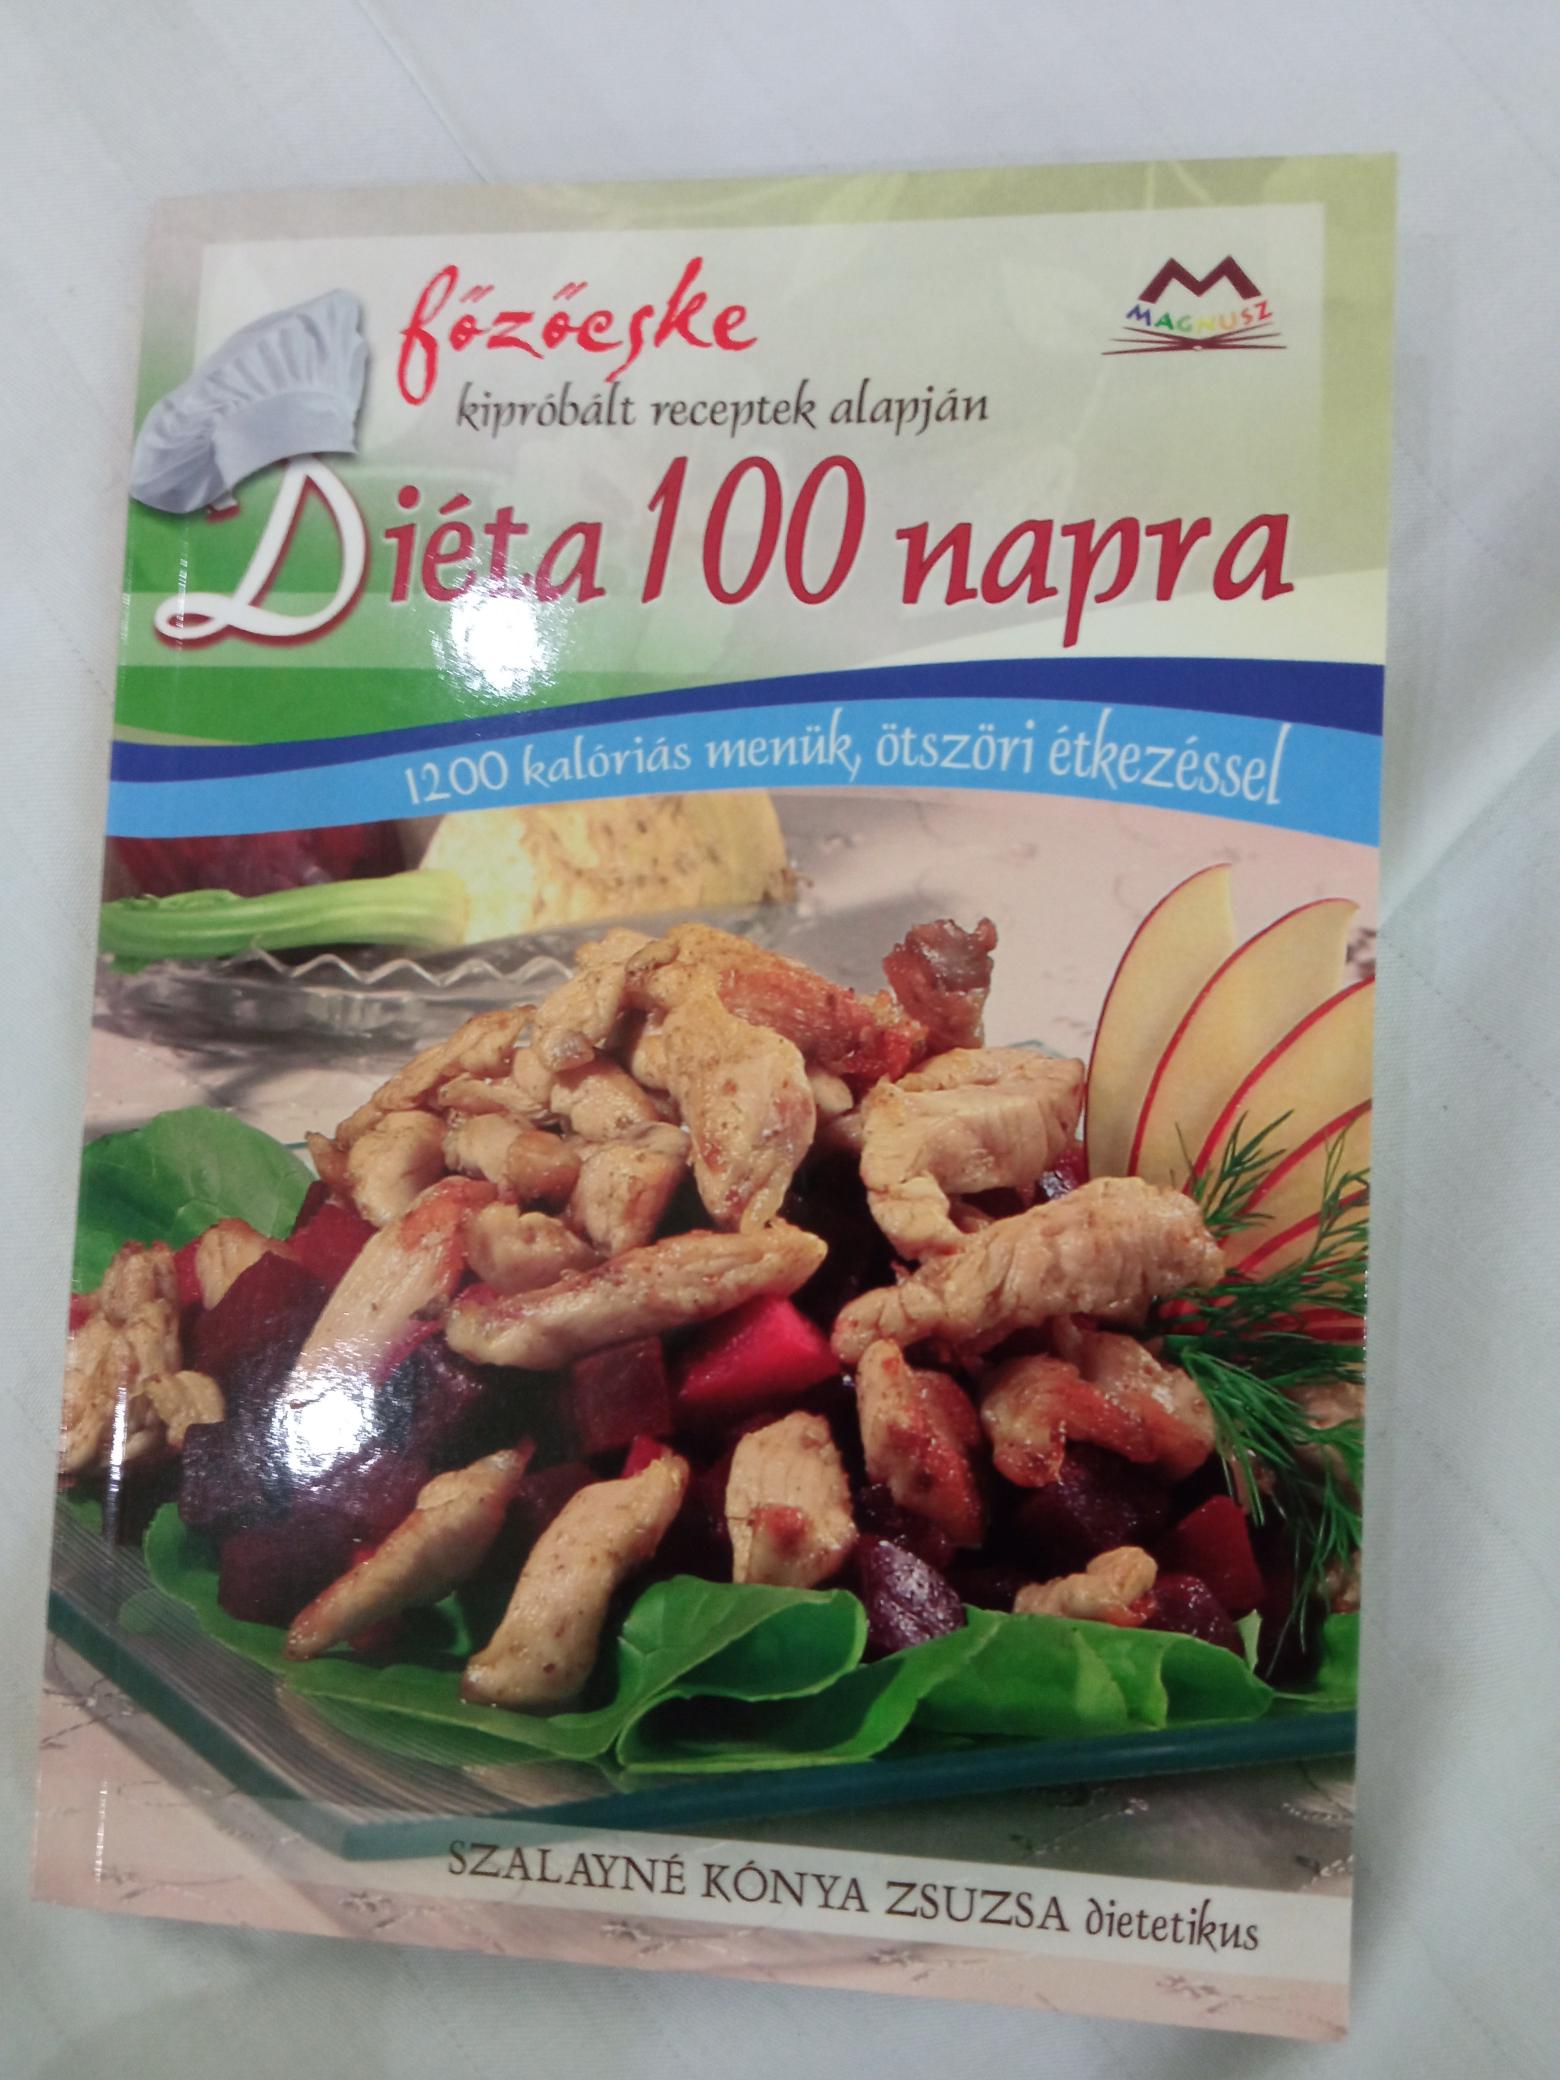 főzőcske
MAGNUSZ
kipróbált receptek alapján
Diéta 100 napra
1200 kalóriás menük, ötszöri étkezéssel
SZALAYNÉ KÓNYA ZSUZSA dietetikus